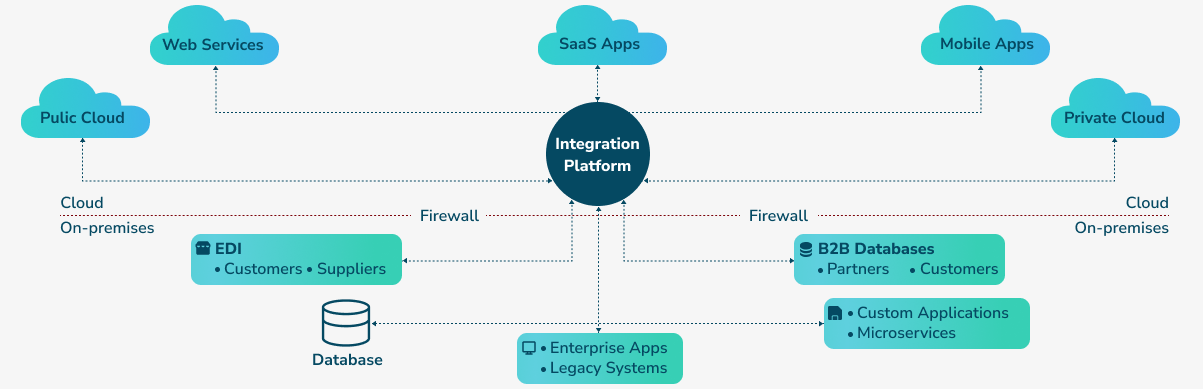 Web Services
SaaS Apps
Mobile Apps
Pulic Cloud
Private Cloud
Integration
Platform
Cloud
Cloud
Firewall
Firewall
On-premises
On-premises
EDI
• Customers • Suppliers
B2B Databases
• Partners • Customers
Database
• Custom Applications
• Microservices
• Enterprise Apps
• Legacy Systems